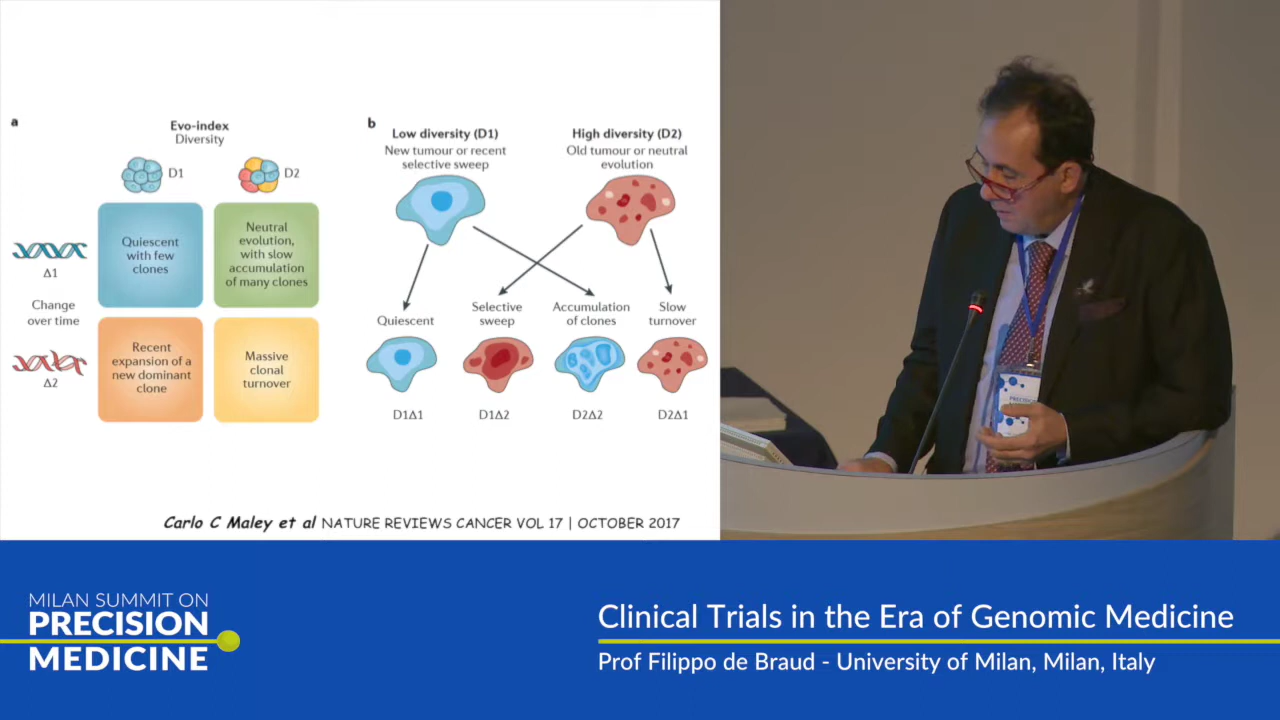 a
Evo-index
Diversity
D1
D2
Δ1
Change
over time
Δ2
Quiescent
with few
clones
Neutral
evolution,
with slow
accumulation
of many clones
Recent
expansion of a
new dominant
clone
Massive
clonal
turnover
b
Low diversity (D1)
New tumour or recent
selective sweep
High diversity (D2)
Old tumour or neutral
evolution
Quiescent
Selective
sweep
Accumulation
of clones
Slow
turnover
D1Δ1
D1Δ2
D2Δ2
D2Δ1
Carlo C Maley et al NATURE REVIEWS CANCER VOL 17 | OCTOBER 2017
PRECISION
MILAN SUMMIT ON
PRECISION
MEDICINE
Clinical Trials in the Era of Genomic Medicine
Prof Filippo de Braud - University of Milan, Milan, Italy